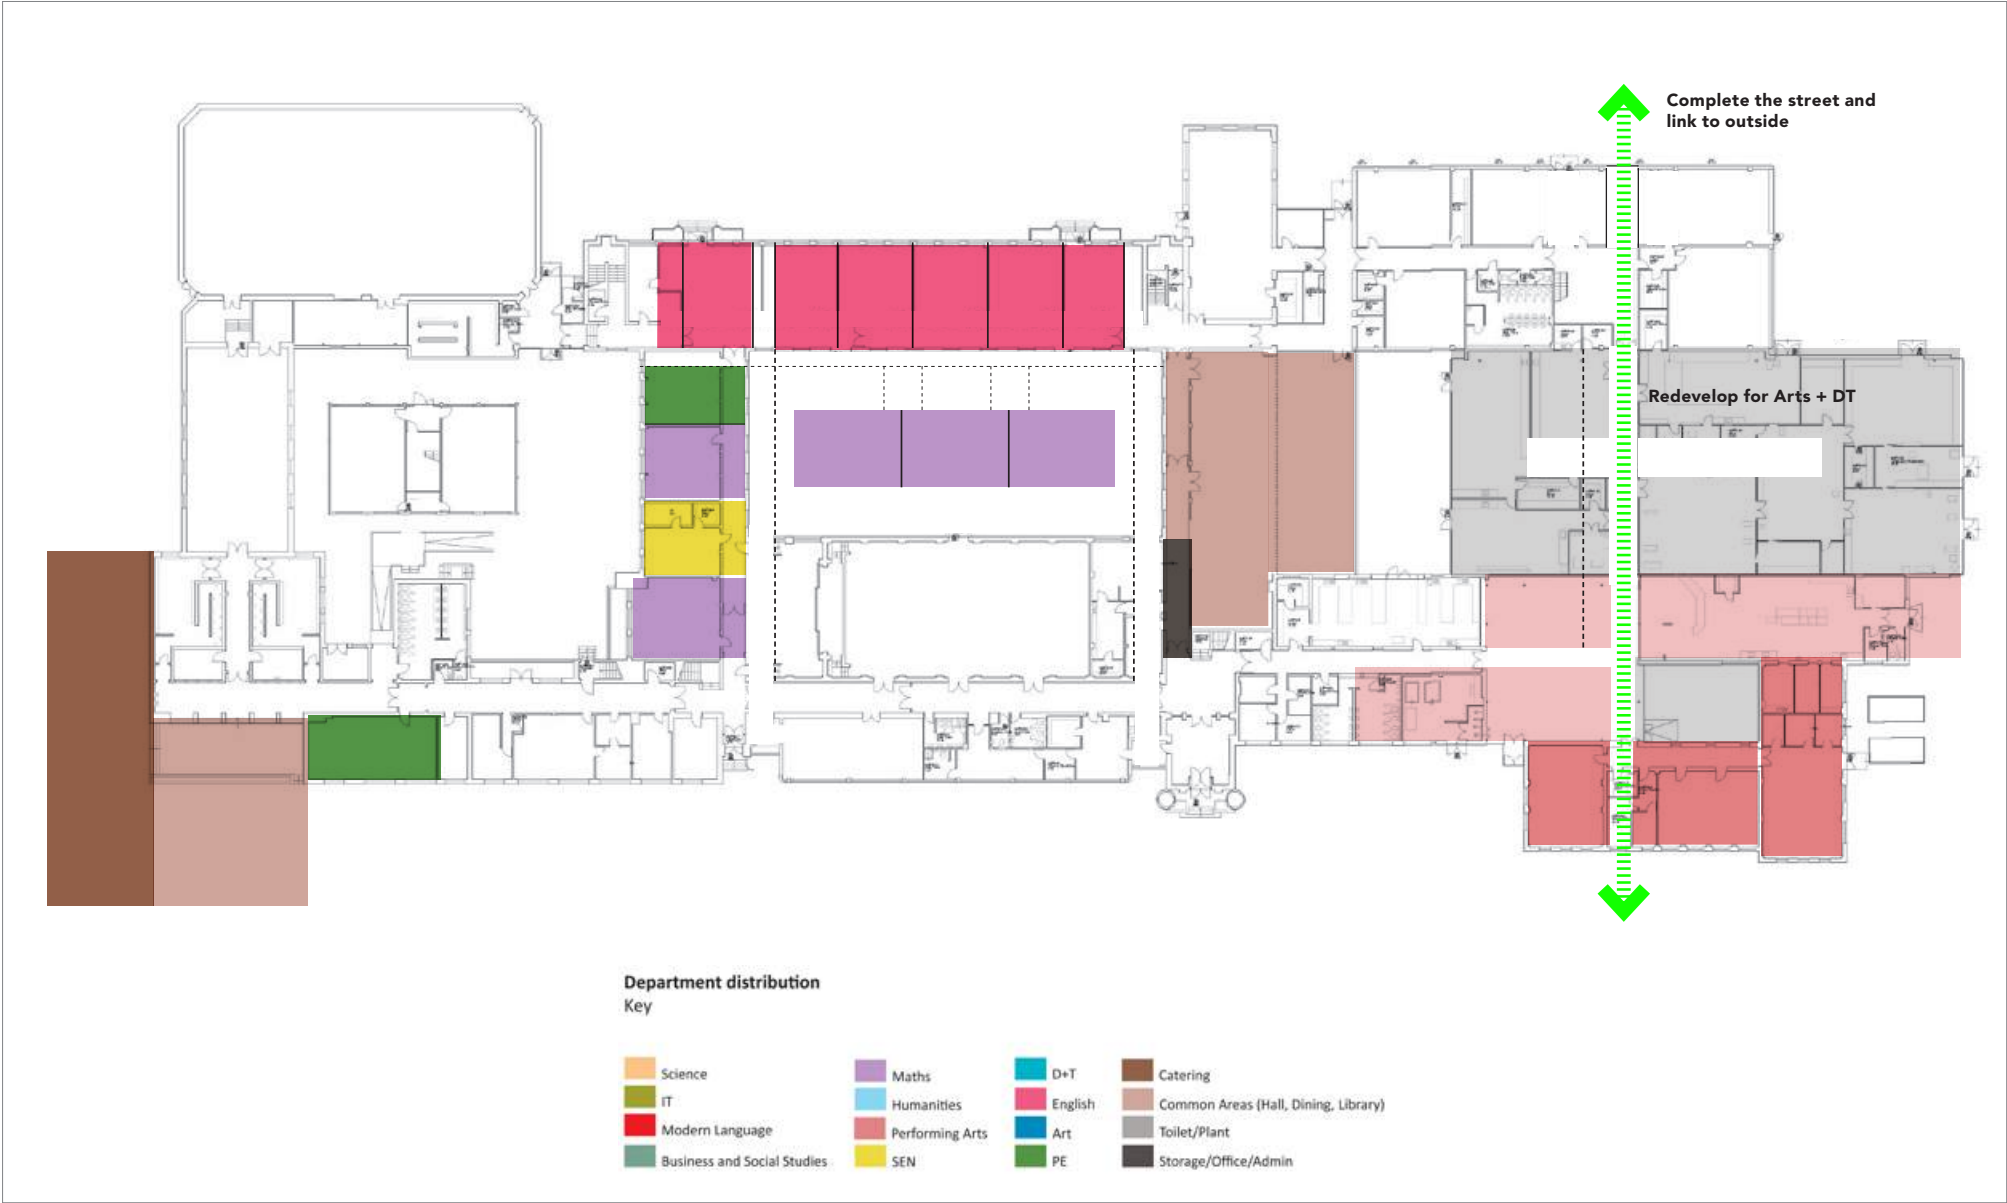 Complete the street and
link to outside
Redevelop for Arts + DT
Department distribution
Key
Science
IT
Modern Language
Business and Social Studies
Maths
Humanities
Performing Arts
SEN
D+T
English
Art
PE
Catering
Common Areas (Hall, Dining, Library)
Toilet/Plant
Storage/Office/Admin